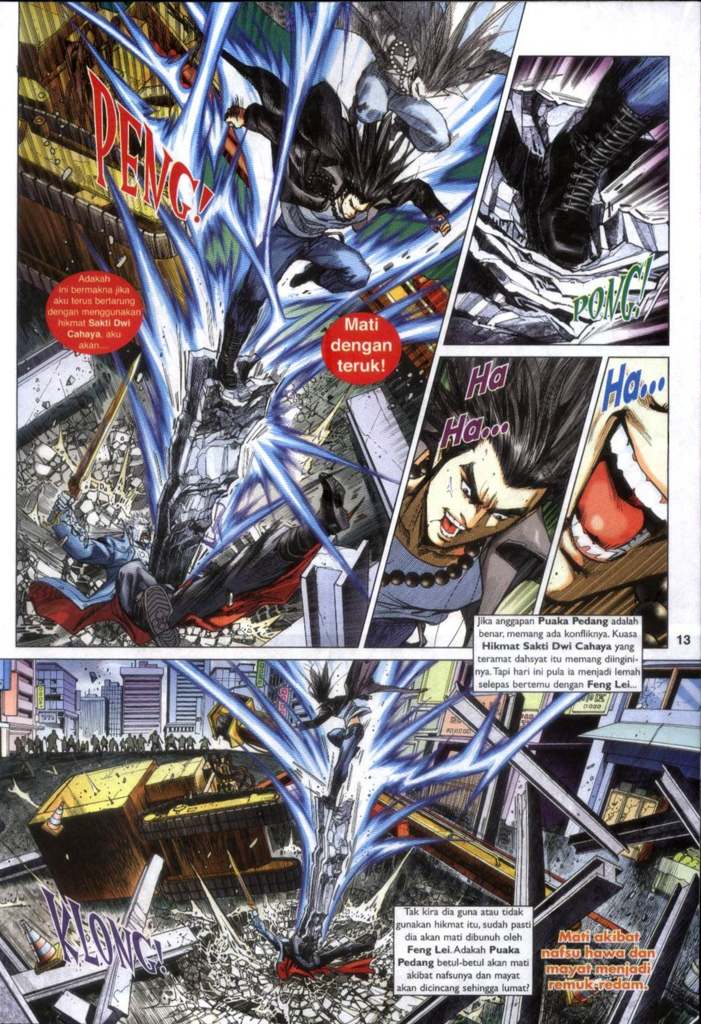 PENG!
Adakah
ini bermakna jika
aku terus bertarung
dengan menggunakan
hikmat Sakti Dwi
Cahaya, aku
akan....
Mati
dengan
teruk!
PONG!
Ha
Ha...
Ha...
Jika anggapan Puaka Pedang adalah
benar, memang ada konfliknya. Kuasa
Hikmat Sakti Dwi Cahaya yang
teramat dahsyat itu memang diingini-
nya. Tapi hari ini pula ia menjadi lemah
selepas bertemu dengan Feng Lei...
13
KLONG!
Tak kira dia guna atau tidak
gunakan hikmat itu, sudah pasti
dia akan mati dibunuh oleh
Feng Lei. Adakah Puaka
Pedang betul-betul akan mati
akibat nafsunya dan mayat
akan dicincang sehingga lumat?
Mati akibat
nafsu hawa dan
mayat menjadi
remuk-redam.